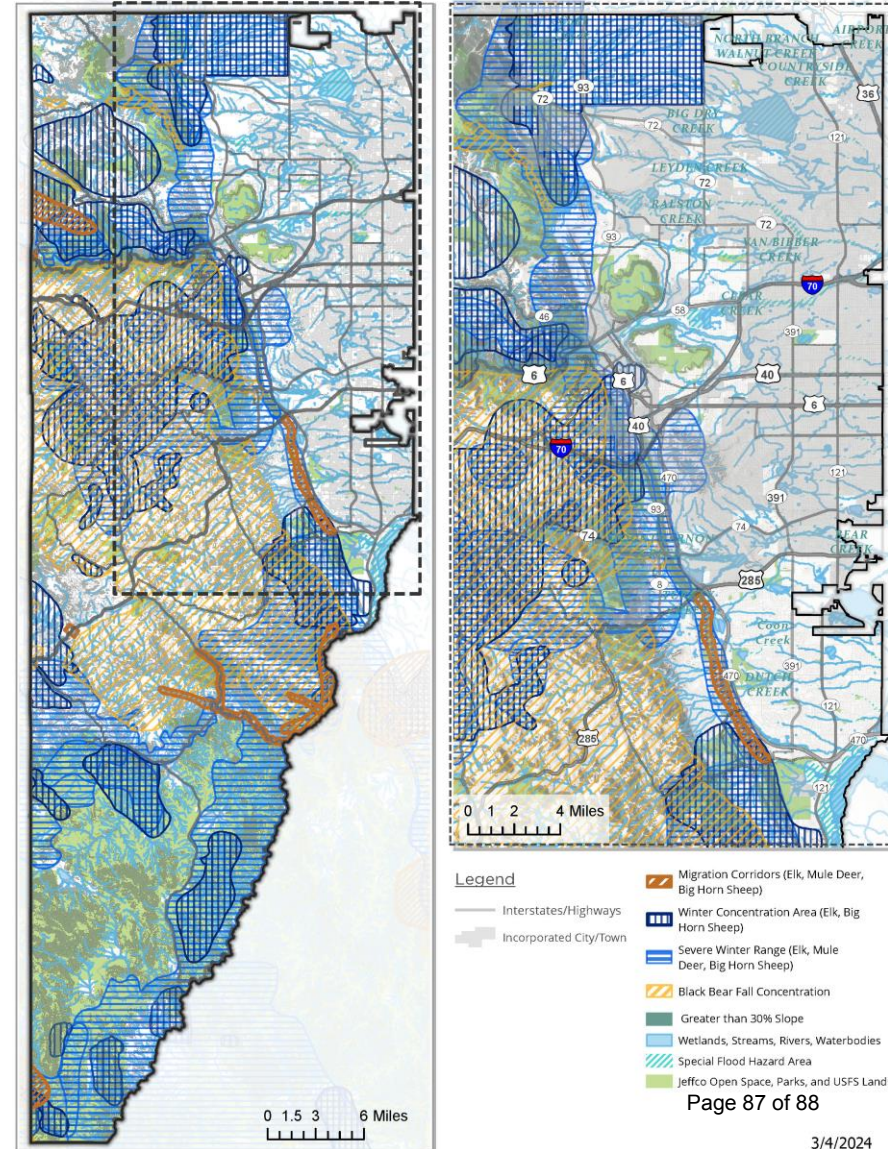 0 1.5 3 6 Miles
NORTH BRANCH
WALNUT CREEK
AIRPORT
CREEK
COUNTRYSIDE
CREEK
36
93
72
121
BIG DRY
CREEK
72
LEYDEN CREEK
72
RALSTON
CREEK
72
93
VAN BIBBER
CREEK
70
58
46
391
6
6
40
40
6
70
470
121
391
93
74
74
BEAR
CREEK
285
8
Coon
Creek
391
470
DUTCH
CREEK
121
285
470
121
0 1 2 4 Miles
Legend
Interstates/Highways
Incorporated City/Town
Migration Corridors (Elk, Mule Deer,
Big Horn Sheep)
Winter Concentration Area (Elk, Big
Horn Sheep)
Severe Winter Range (Elk, Mule
Deer, Big Horn Sheep)
Black Bear Fall Concentration
Greater than 30% Slope
Wetlands, Streams, Rivers, Waterbodies
Special Flood Hazard Area
Jeffco Open Space, Parks, and USFS Land
Page 87 of 88
3/4/2024